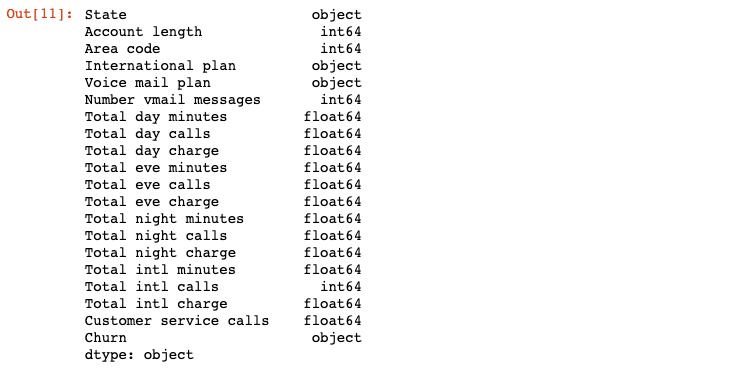 Out[11]: State object
Account length int64
Area code int64
International plan object
Voice mail plan object
Number vmail messages int64
Total day minutes float64
Total day calls float64
Total day charge float64
Total eve minutes float64
Total eve calls float64
Total eve charge float64
Total night minutes float64
Total night calls float64
Total night charge float64
Total intl minutes float64
Total intl calls int64
Total intl charge float64
Customer service calls float64
Churn object
dtype: object